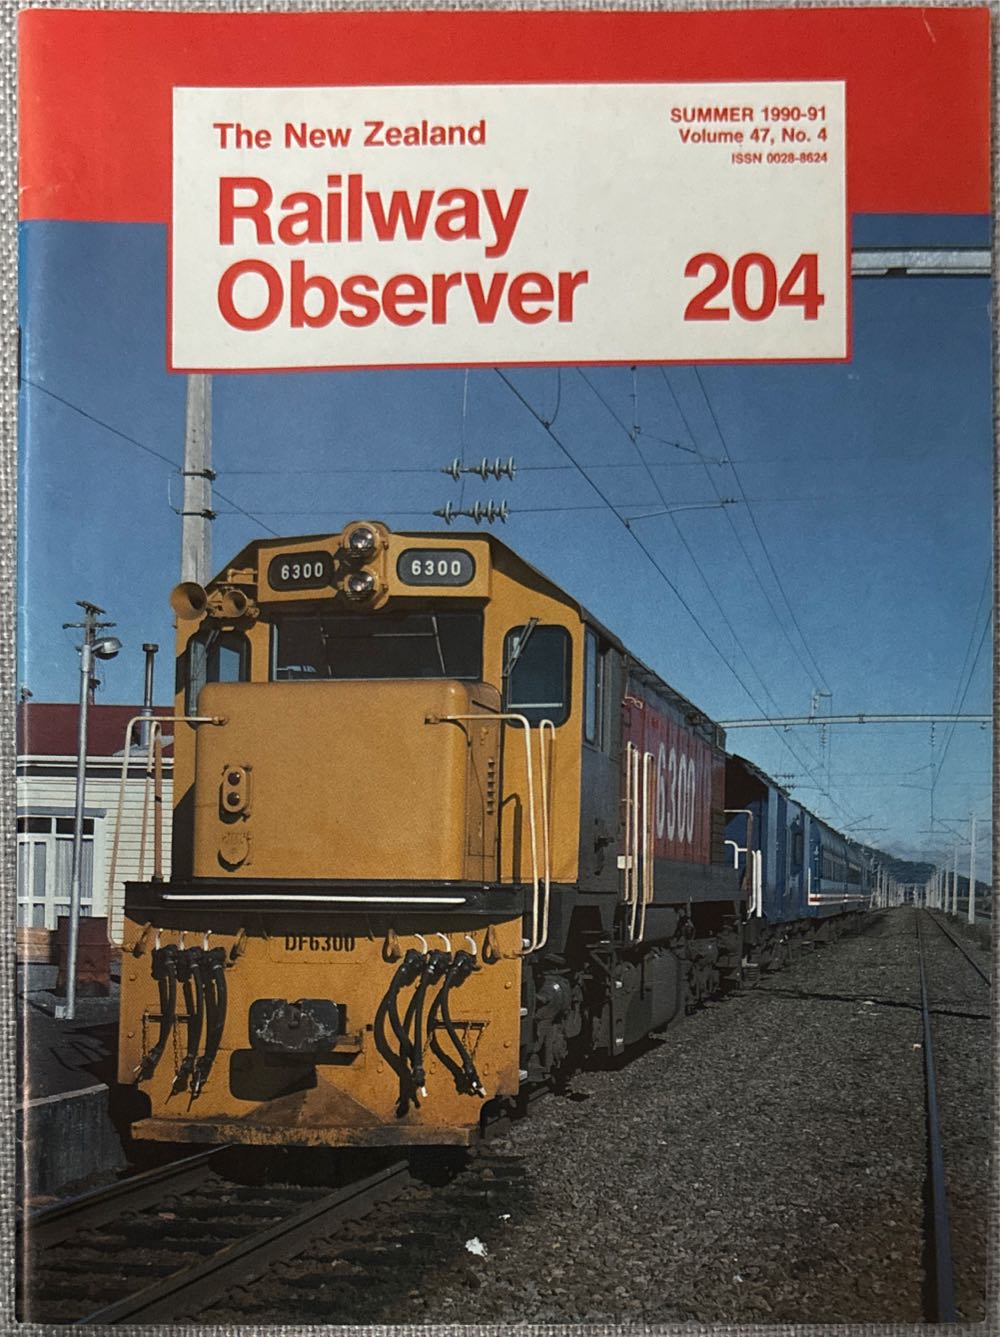 The New Zealand
Railway
Observer
SUMMER 1990-91
Volume 47, No. 4
ISSN 0028-8624
204
6300
6300
6300
DF6300